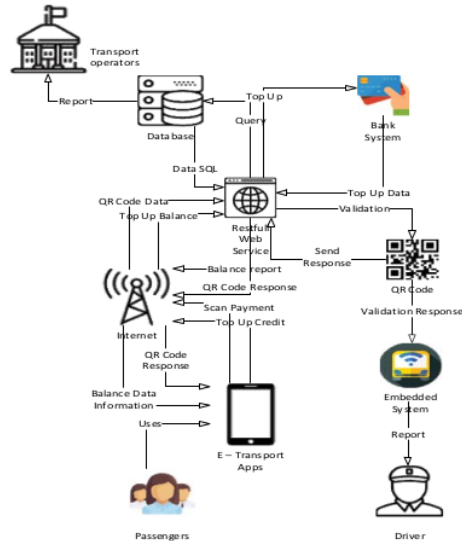 Transport
operators
Report
Top Up
Query
Database
Bank
System
Data SQL
QR Code Data
Top Up Data
Top Up Balance
Validation
Restfull
Web
Service
Send
Response
Balance report
QR Code
QR Code Response
Scan Payment
Validation Response
Top Up Credit
Internet
QR Code
Response
Balance Data
Information
Embedded
System
Uses
Report
E – Transport
Apps
Passengers
Driver